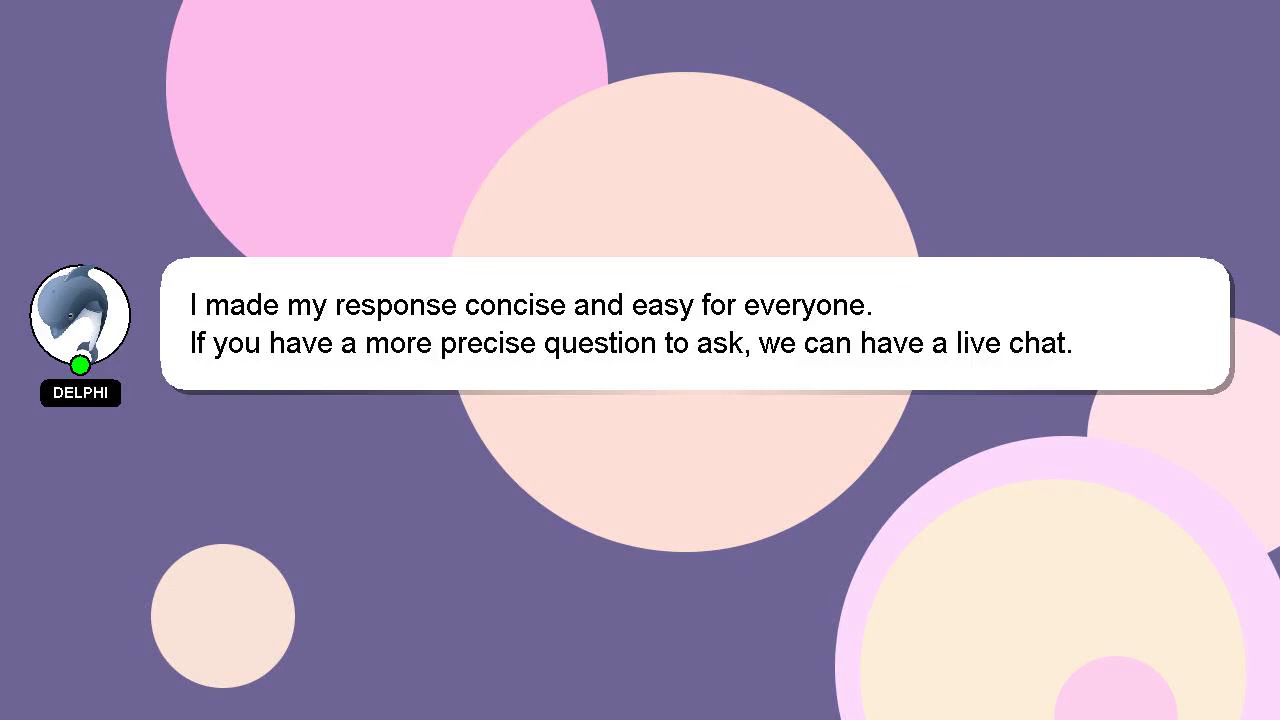 I made my response concise and easy for everyone.
If you have a more precise question to ask, we can have a live chat.
DELPHI